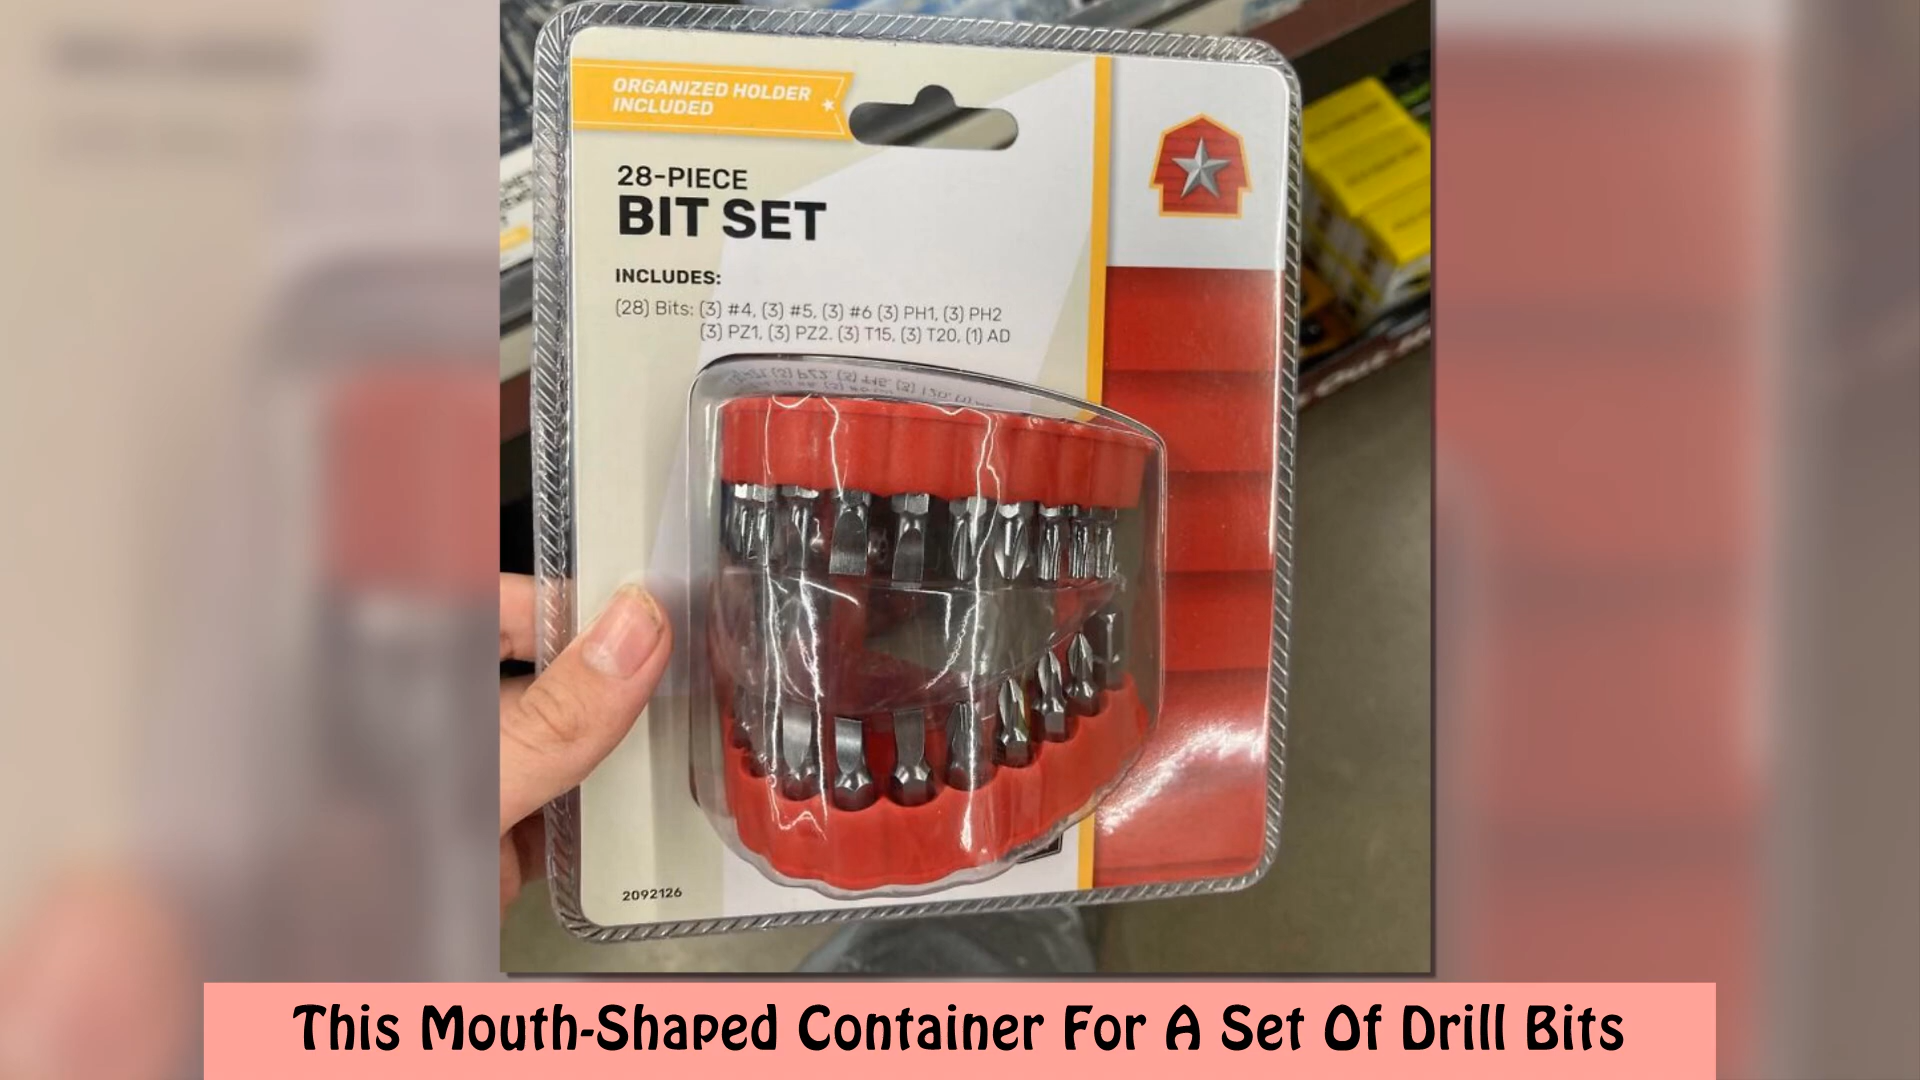 ORGANIZED HOLDER
INCLUDED
28-PIECE
BIT SET
INCLUDES:
(28) Bits: (3) #4, (3) #5, (3) #6 (3) PH1, (3) PH2
(3) PZ1, (3) PZ2. (3) T15, (3) T20, (1) AD
2092126
This Mouth-Shaped Container For A Set Of Drill Bits